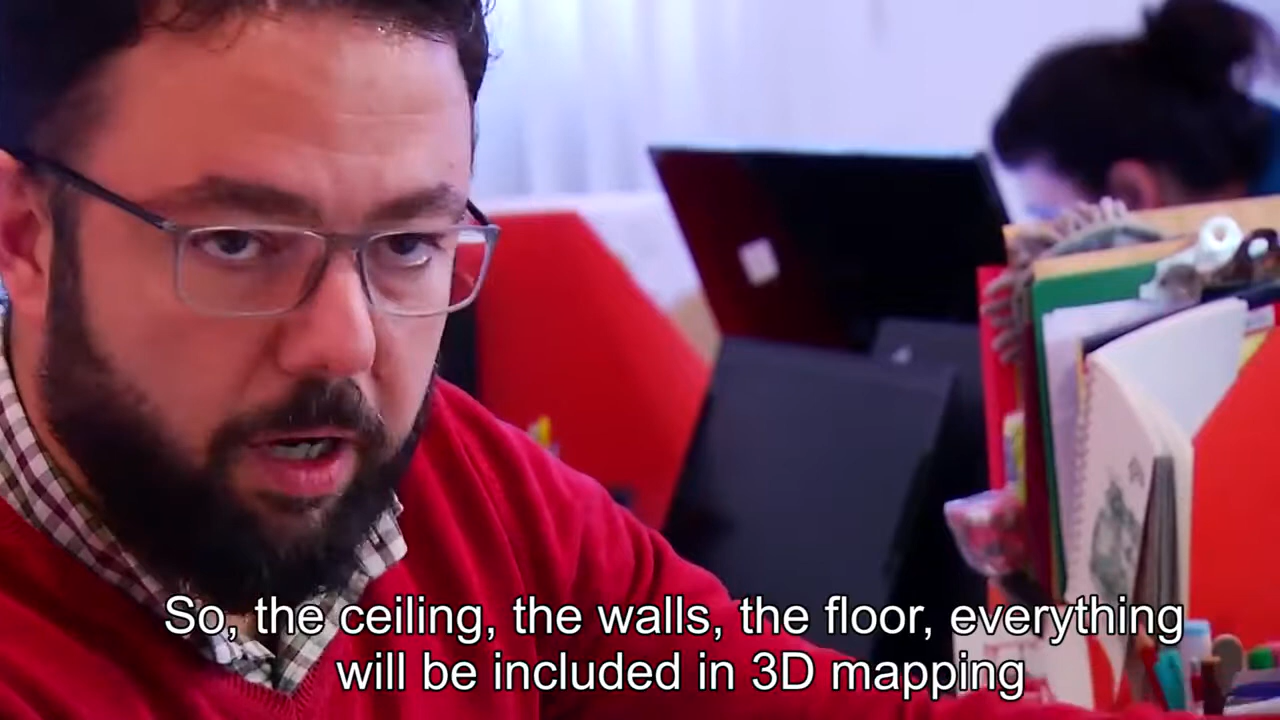 So, the ceiling, the walls, the floor, everything
will be included in 3D mapping